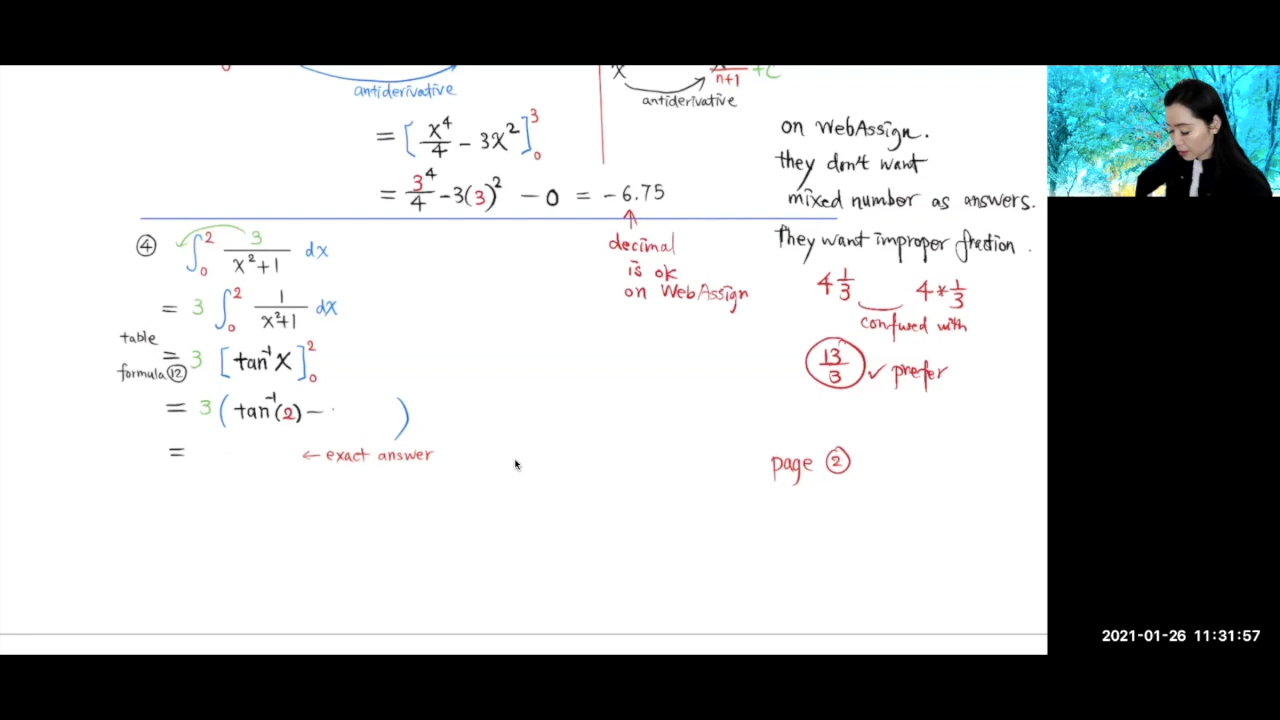 antiderivative
n+1 +C
antiderivative
= [ x⁴/4 − 3x² ]₀³
= 3⁴/4 − 3(3)² − 0 = −6.75
decimal
is ok
on WebAssign
on WebAssign.
they don't want
mixed number as answers.
They want improper fraction.
4 1/3 4*1/3
confused with
13/3 ✓ prefer
④ ∫₀² 3/(x²+1) dx
= 3 ∫₀² 1/(x²+1) dx
table
formula ⑫ = 3 [tan⁻¹ x]₀²
= 3 (tan⁻¹(2) − )
= ← exact answer
page ②
2021-01-26 11:31:57